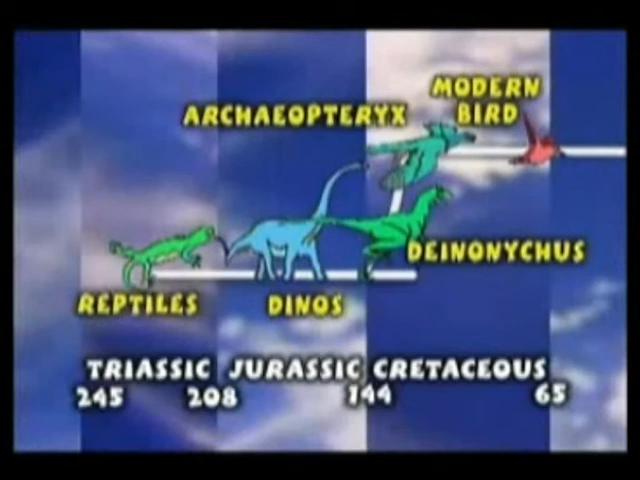 MODERN
BIRD
ARCHAEOPTERYX
DEINONYCHUS
REPTILES
DINOS
TRIASSIC JURASSIC CRETACEOUS
245 208 144 65